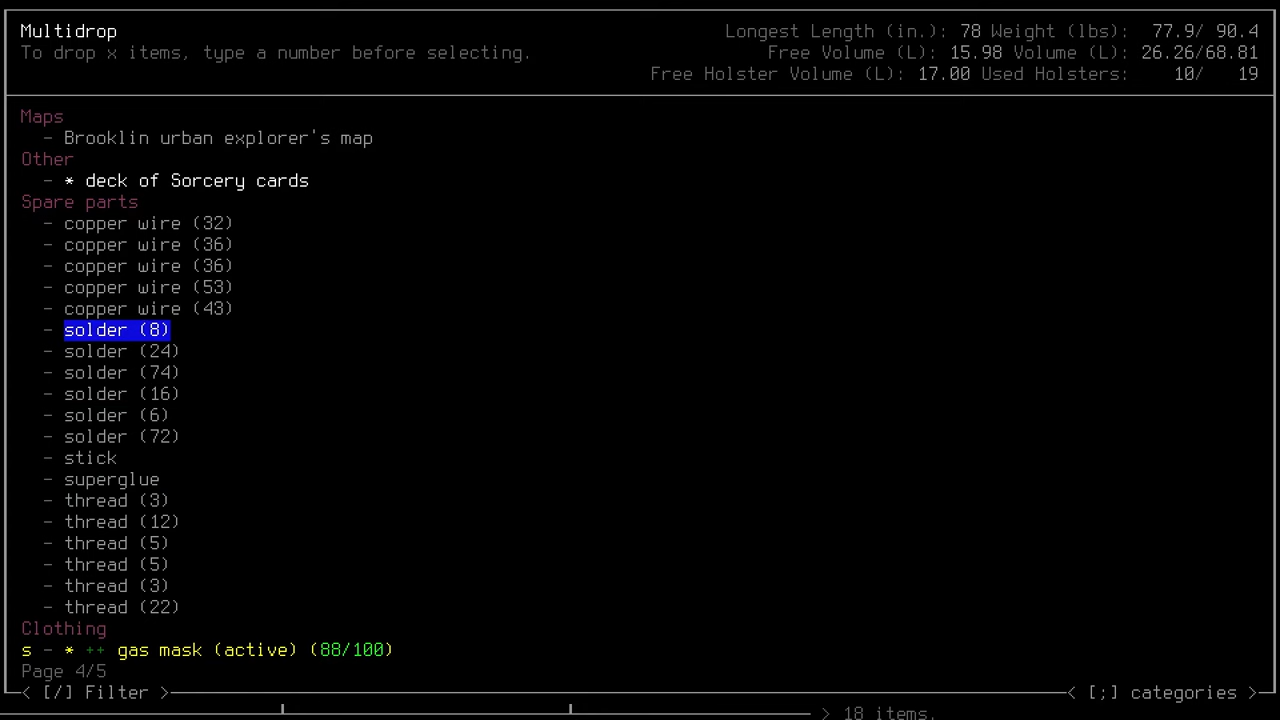 Multidrop
Longest Length (in.): 78 Weight (lbs): 77.9/ 90.4
To drop x items, type a number before selecting.
Free Volume (L): 15.98 Volume (L): 26.26/68.81
Free Holster Volume (L): 17.00 Used Holsters: 10/ 19
Maps
- Brooklin urban explorer's map
Other
- * deck of Sorcery cards
Spare parts
- copper wire (32)
- copper wire (36)
- copper wire (36)
- copper wire (53)
- copper wire (43)
- solder (8)
- solder (24)
- solder (74)
- solder (16)
- solder (6)
- solder (72)
- stick
- superglue
- thread (3)
- thread (12)
- thread (5)
- thread (5)
- thread (3)
- thread (22)
Clothing
s - * ++ gas mask (active) (88/100)
Page 4/5
< [/] Filter >
< [;] categories >
> 18 items.